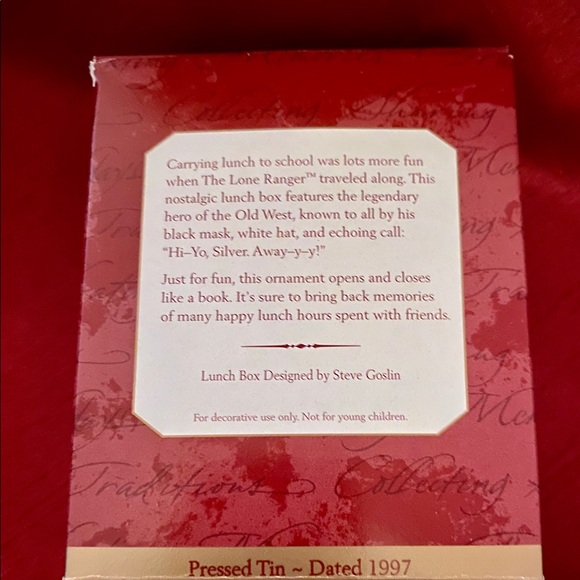 Collecting Sharing
Carrying lunch to school was lots more fun
when The Lone Ranger™ traveled along. This
nostalgic lunch box features the legendary
hero of the Old West, known to all by his
black mask, white hat, and echoing call:
“Hi–Yo, Silver. Away–y–y!”
Just for fun, this ornament opens and closes
like a book. It's sure to bring back memories
of many happy lunch hours spent with friends.
Lunch Box Designed by Steve Goslin
For decorative use only. Not for young children.
Traditions Collecting
Pressed Tin ~ Dated 1997